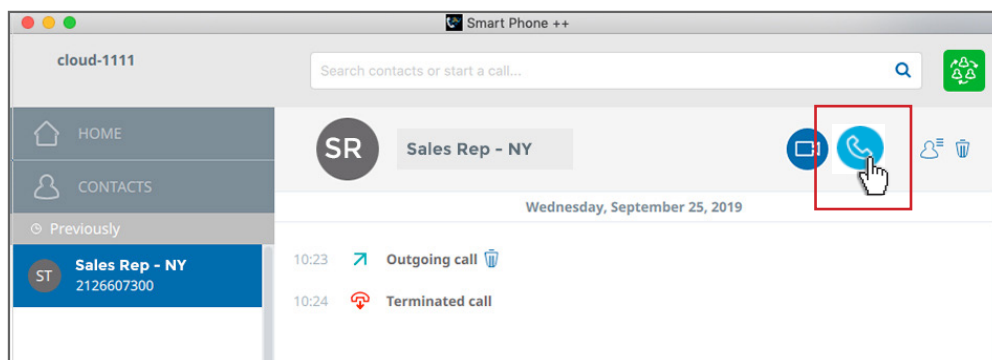 Smart Phone ++
cloud-1111
Search contacts or start a call...
HOME
CONTACTS
Previously
ST
Sales Rep - NY
2126607300
SR
Sales Rep - NY
Wednesday, September 25, 2019
10:23 Outgoing call
10:24 Terminated call